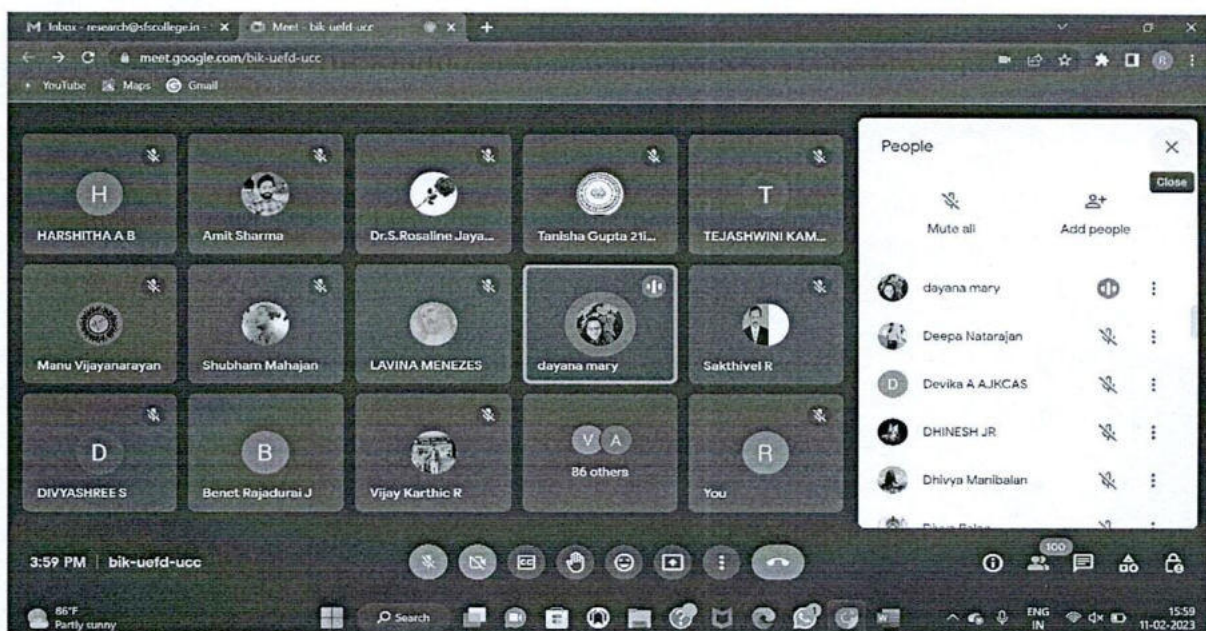 Inbox - research@sfscollege.in -
Meet - bik-uefd-ucc
meet.google.com/bik-uefd-ucc
R
YouTube
Maps
Gmail
H
HARSHITHA A B
Amit Sharma
Dr.S.Rosaline Jaya...
Tanisha Gupta 21i...
T
TEJASHWINI KAM...
Manu Vijayanarayan
Shubham Mahajan
LAVINA MENEZES
dayana mary
Sakthivel R
D
DIVYASHREE S
B
Benet Rajadurai J
Vijay Karthic R
V A
86 others
R
You
People
Close
Mute all
Add people
dayana mary
Deepa Natarajan
D
Devika A AJKCAS
DHINESH JR
Dhivya Manibalan
3:59 PM | bik-uefd-ucc
CC
100
86°F
Partly sunny
Search
1
W
ENG
IN
15:59
11-02-2023